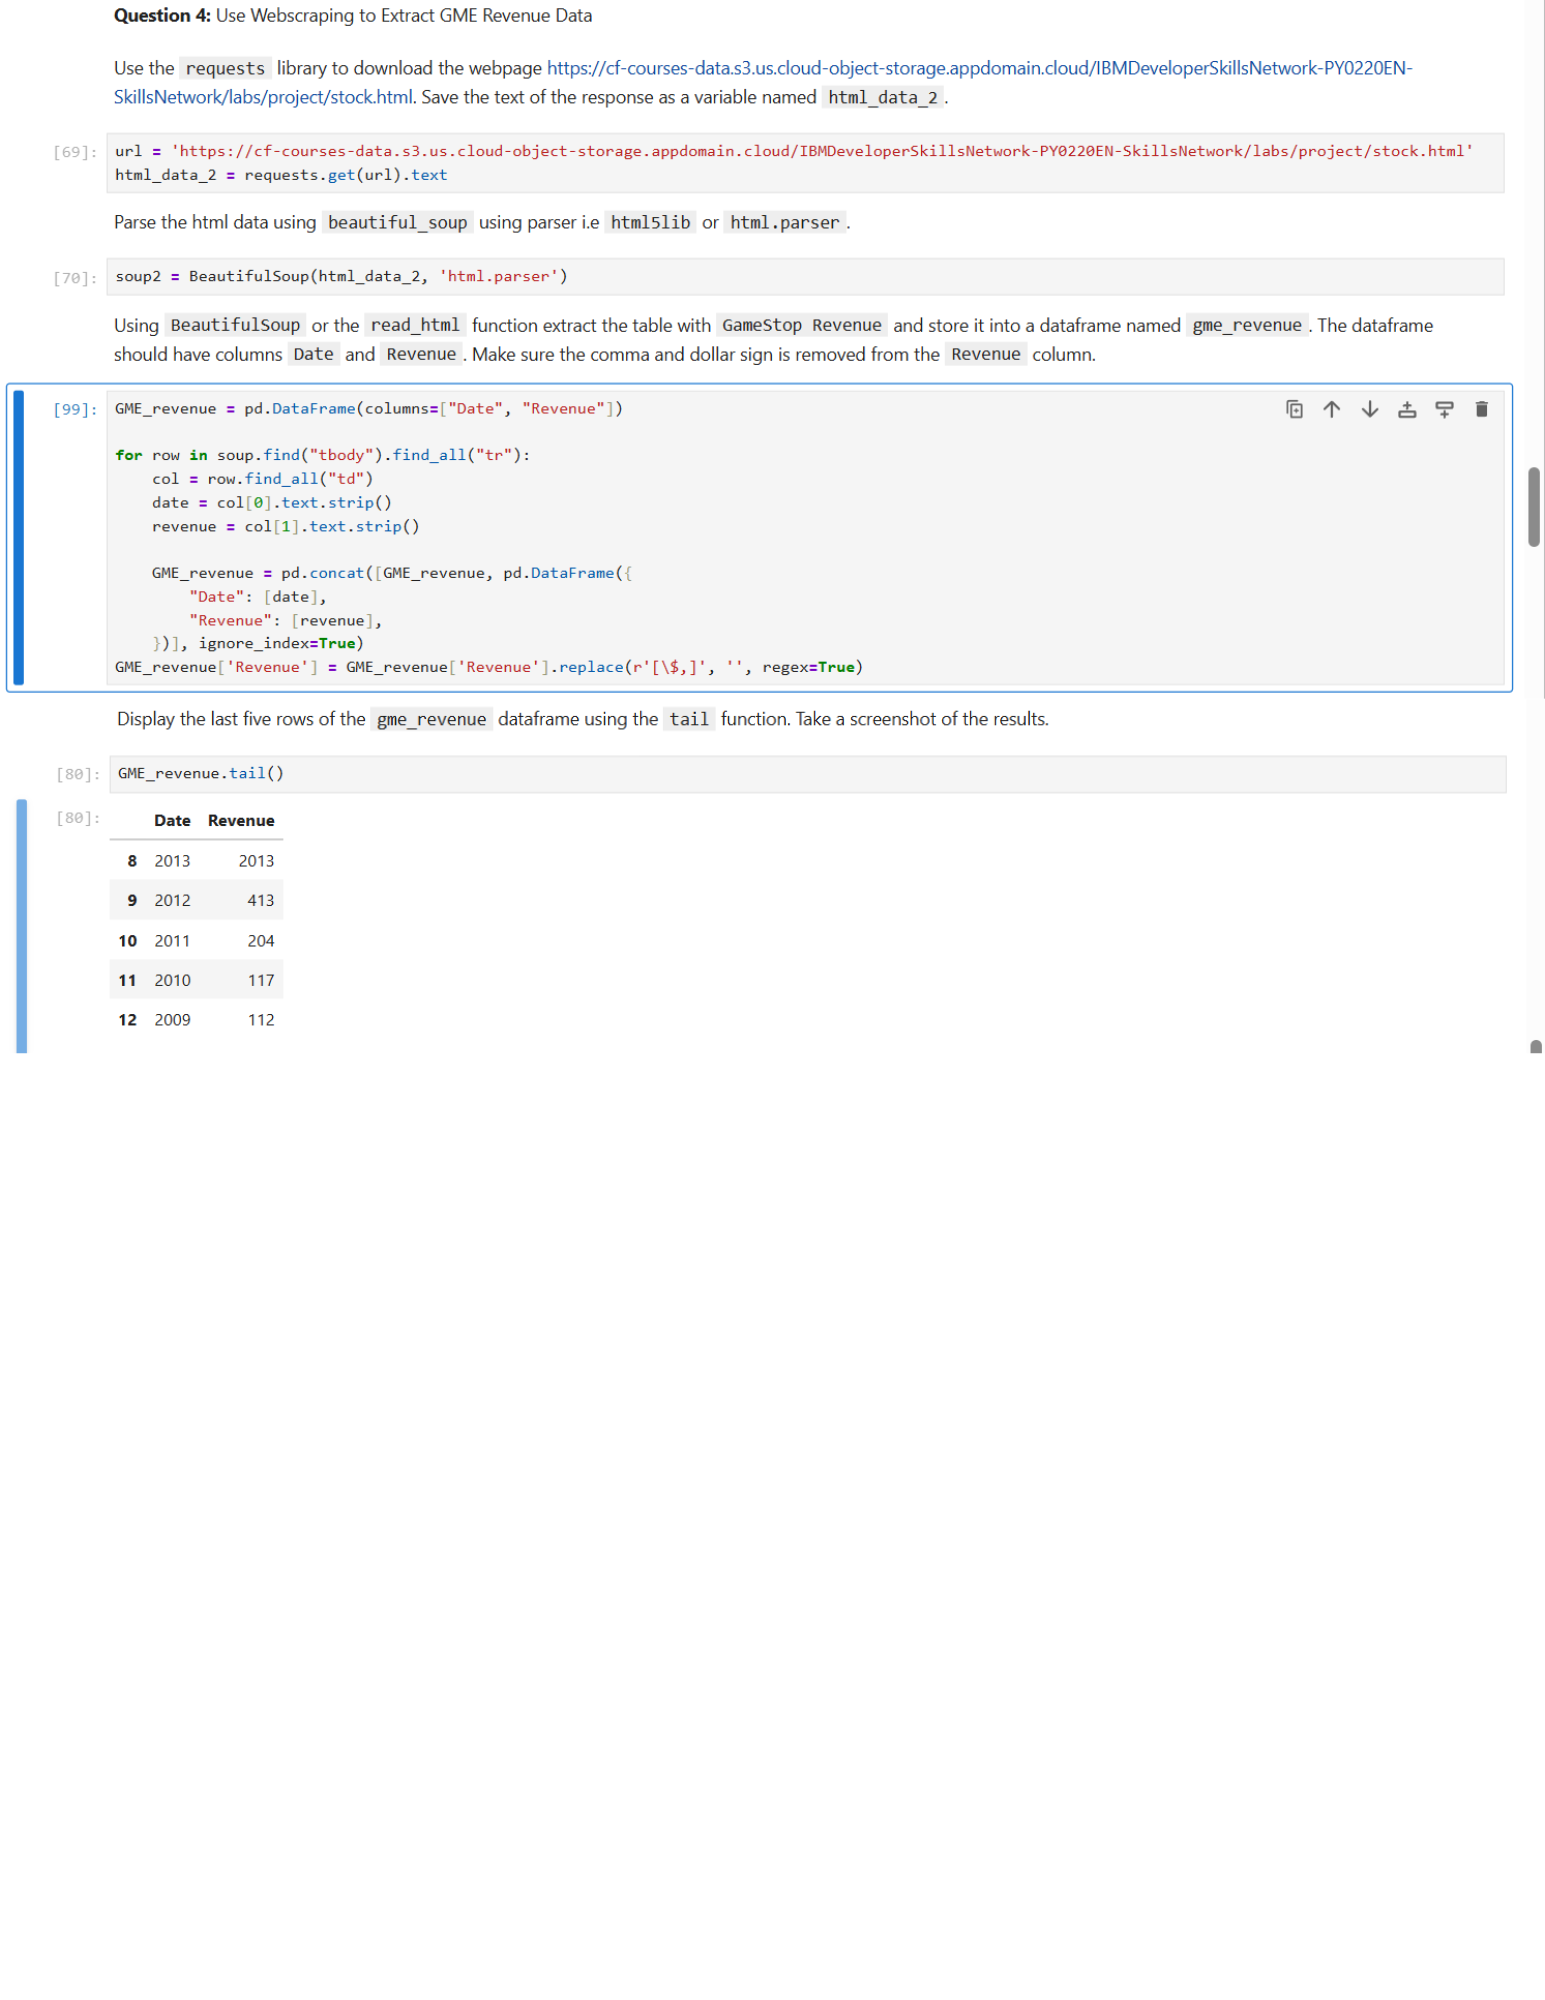 Question 4: Use Webscraping to Extract GME Revenue Data
Use the requests library to download the webpage https://cf-courses-data.s3.us.cloud-object-storage.appdomain.cloud/IBMDeveloperSkillsNetwork-PY0220EN-
SkillsNetwork/labs/project/stock.html. Save the text of the response as a variable named html_data_2.
[69]: url = 'https://cf-courses-data.s3.us.cloud-object-storage.appdomain.cloud/IBMDeveloperSkillsNetwork-PY0220EN-SkillsNetwork/labs/project/stock.html'
html_data_2 = requests.get(url).text
Parse the html data using beautiful_soup using parser i.e html5lib or html.parser.
[70]: soup2 = BeautifulSoup(html_data_2, 'html.parser')
Using BeautifulSoup or the read_html function extract the table with GameStop Revenue and store it into a dataframe named gme_revenue. The dataframe
should have columns Date and Revenue. Make sure the comma and dollar sign is removed from the Revenue column.
[99]: GME_revenue = pd.DataFrame(columns=["Date", "Revenue"])
for row in soup.find("tbody").find_all("tr"):
    col = row.find_all("td")
    date = col[0].text.strip()
    revenue = col[1].text.strip()
    GME_revenue = pd.concat([GME_revenue, pd.DataFrame({
        "Date": [date],
        "Revenue": [revenue],
    })], ignore_index=True)
GME_revenue['Revenue'] = GME_revenue['Revenue'].replace(r'[\$,]', '', regex=True)
Display the last five rows of the gme_revenue dataframe using the tail function. Take a screenshot of the results.
[80]: GME_revenue.tail()
[80]: Date Revenue
8 2013 2013
9 2012 413
10 2011 204
11 2010 117
12 2009 112